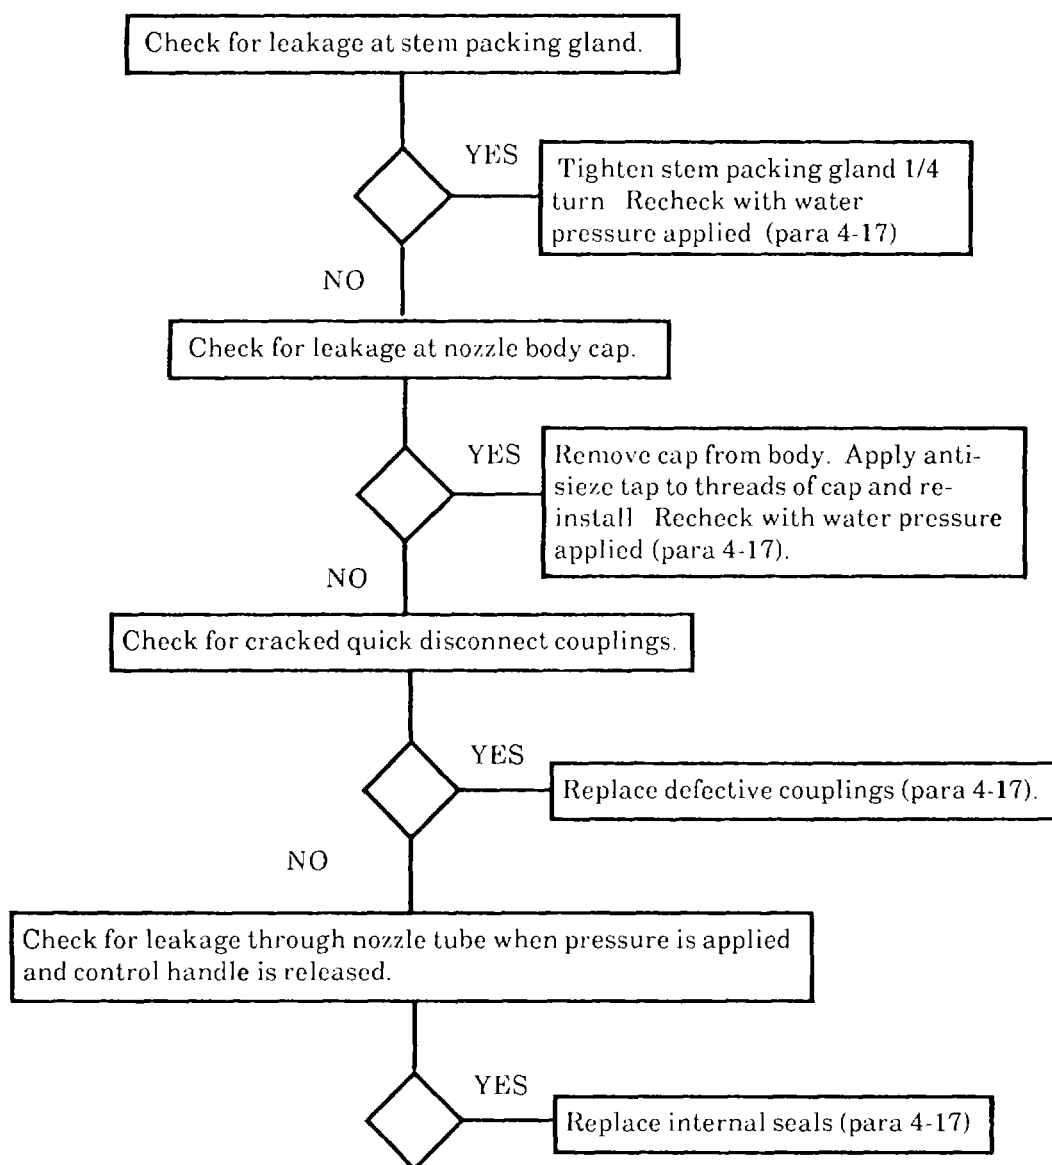 Check for leakage at stem packing gland.
YES
Tighten stem packing gland 1/4
turn Recheck with water
pressure applied (para 4-17)
NO
Check for leakage at nozzle body cap.
YES
Remove cap from body. Apply anti-
sieze tap to threads of cap and re-
install Recheck with water pressure
applied (para 4-17).
NO
Check for cracked quick disconnect couplings.
YES
Replace defective couplings (para 4-17).
NO
Check for leakage through nozzle tube when pressure is applied
and control handle is released.
YES
Replace internal seals (para 4-17)